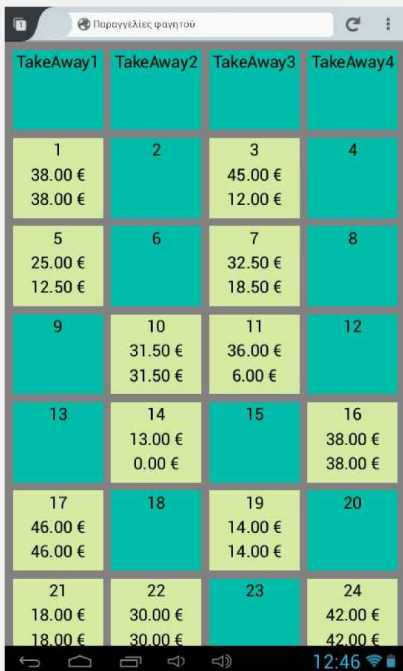 1
Παραγγελίες φαγητού
TakeAway1 TakeAway2 TakeAway3 TakeAway4
1 2 3 4
38.00 € 45.00 €
38.00 € 12.00 €
5 6 7 8
25.00 € 32.50 €
12.50 € 18.50 €
9 10 11 12
31.50 € 36.00 €
31.50 € 6.00 €
13 14 15 16
13.00 € 38.00 €
0.00 € 38.00 €
17 18 19 20
46.00 € 14.00 €
46.00 € 14.00 €
21 22 23 24
18.00 € 30.00 € 42.00 €
18.00 € 30.00 € 42.00 €
12:46